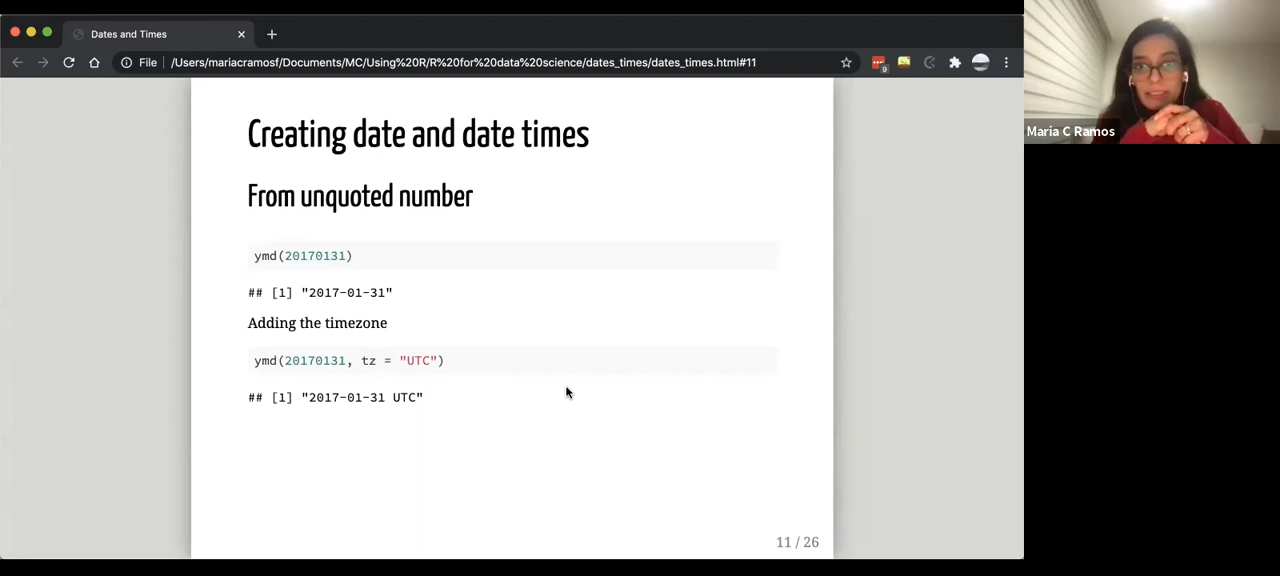 Dates and Times
File
/Users/mariacramosf/Documents/MC/Using%20R/R%20for%20data%20science/dates_times/dates_times.html#11
9
Maria C Ramos
Creating date and date times
From unquoted number
ymd(20170131)
## [1] "2017-01-31"
Adding the timezone
ymd(20170131, tz = "UTC")
## [1] "2017-01-31 UTC"
11 / 26